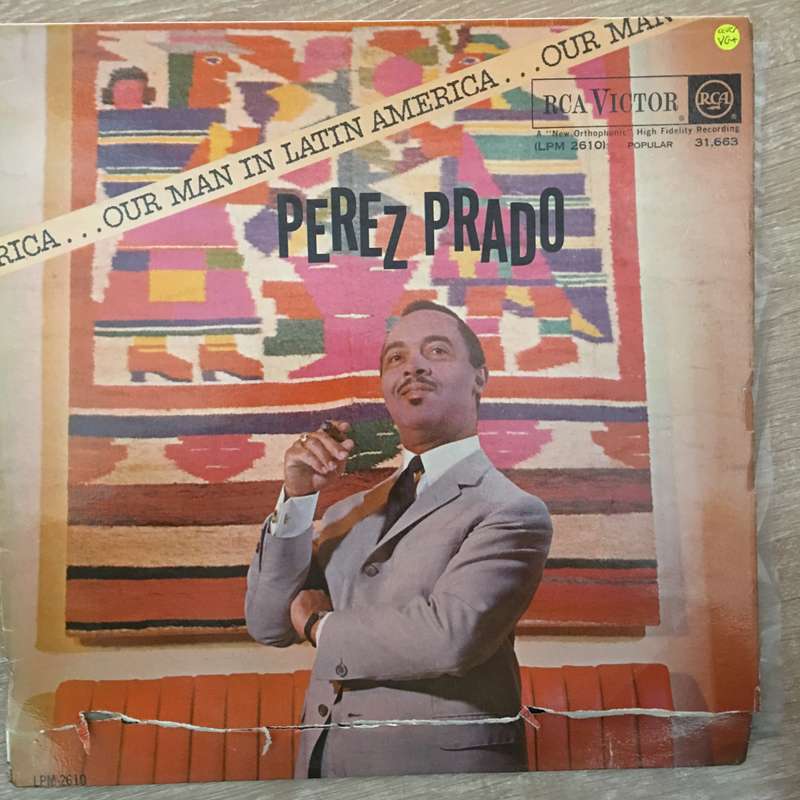 RICA...OUR MAN IN LATIN AMERICA...OUR MAN
RCA VICTOR
RCA
A "New Orthophonic" High Fidelity Recording
(LPM 2610) POPULAR 31,663
PEREZ PRADO
LPM-2610
VG+